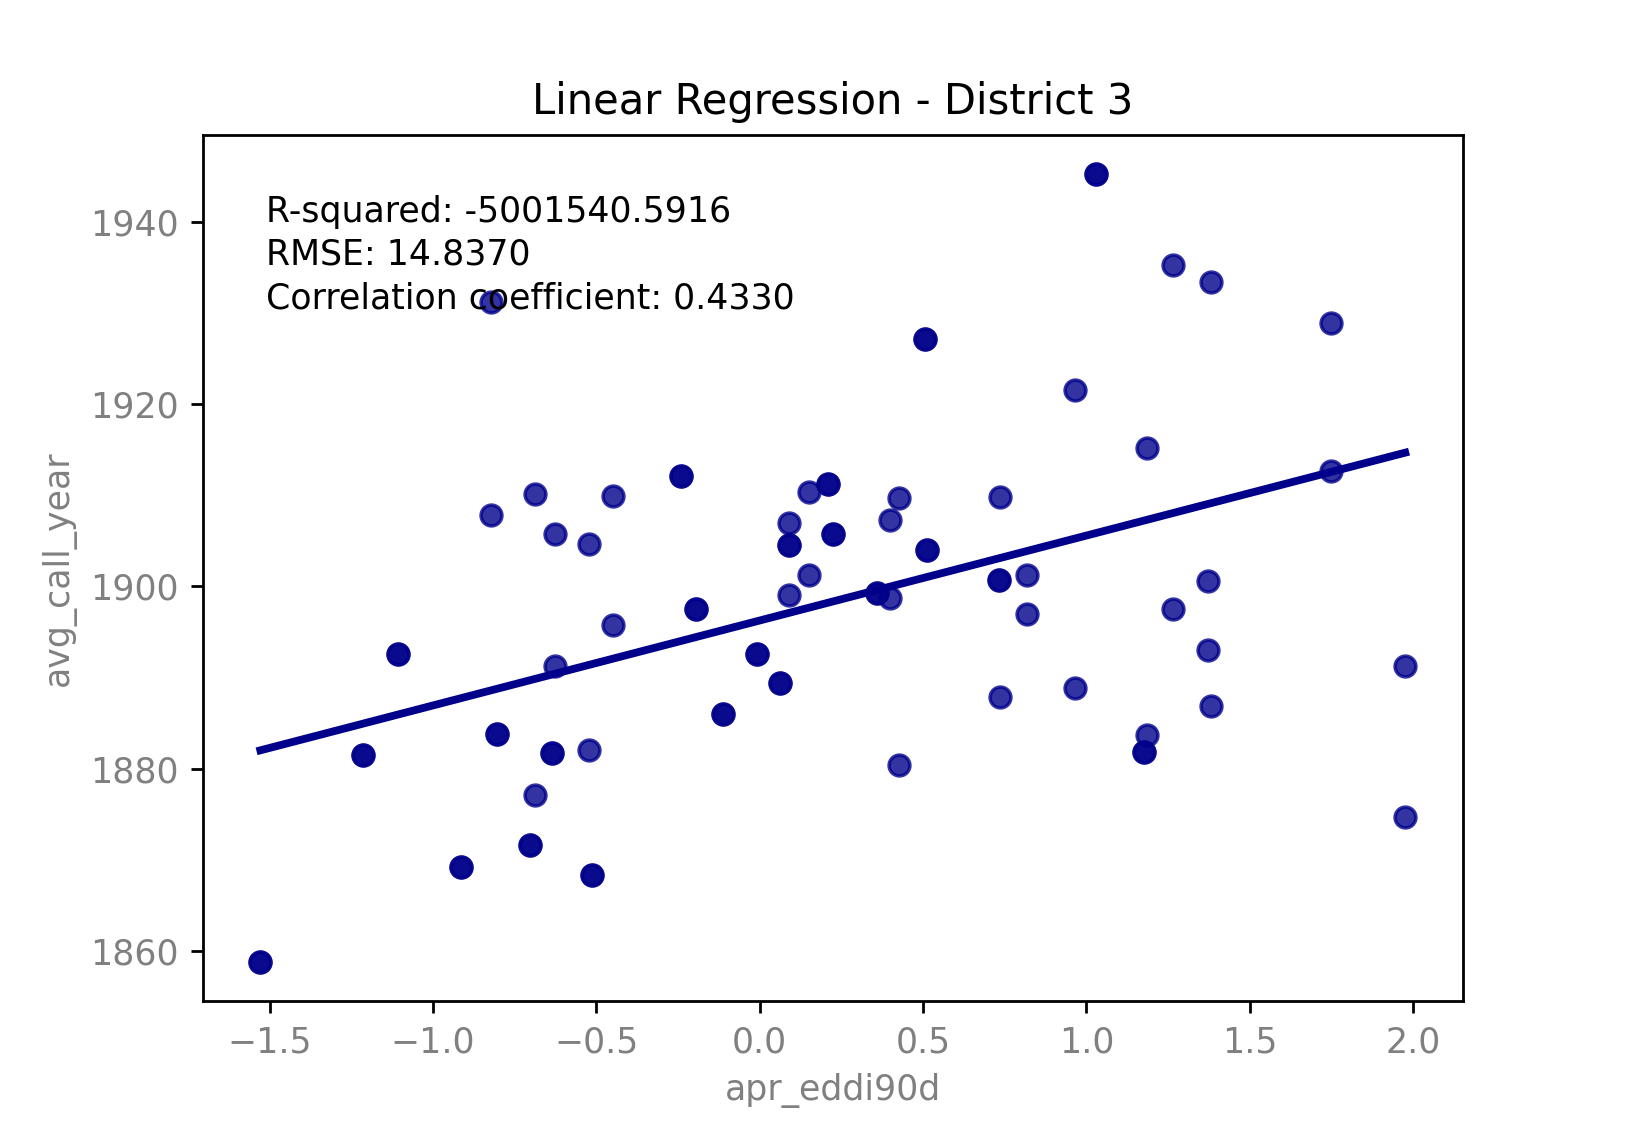 Linear Regression - District 3
R-squared: -5001540.5916
RMSE: 14.8370
Correlation coefficient: 0.4330
avg_call_year
1940
1920
1900
1880
1860
−1.5 −1.0 −0.5 0.0 0.5 1.0 1.5 2.0
apr_eddi90d